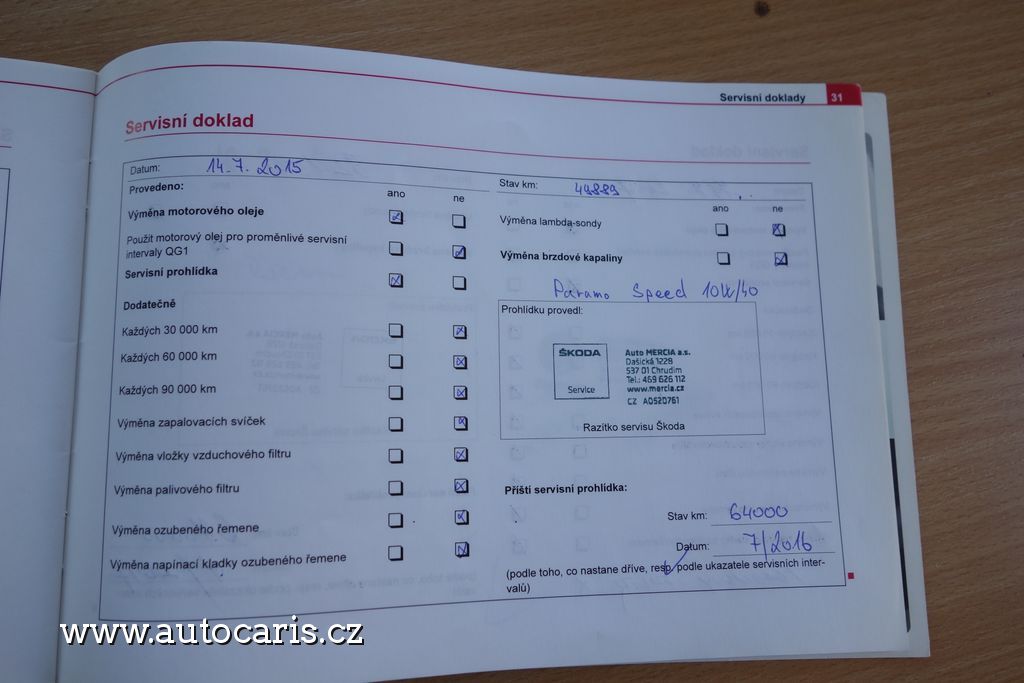 Servisní doklady 31
Servisní doklad
Datum: 14.7.2015
Stav km: 49889
Provedeno:
ano ne
Výměna motorového oleje
Použit motorový olej pro proměnlivé servisní
intervaly QG1
Servisní prohlídka
Dodatečně
Každých 30 000 km
Každých 60 000 km
Každých 90 000 km
Výměna zapalovacích svíček
Výměna vložky vzduchového filtru
Výměna palivového filtru
Výměna ozubeného řemene
Výměna napínací kladky ozubeného řemene
ano ne
Výměna lambda-sondy
Výměna brzdové kapaliny
Paramo Speed 10W/40
Prohlídku provedl:
ŠKODA
Service
Auto MERCIA a.s.
Dašická 1228
537 01 Chrudim
Tel.: 469 626 112
www.mercia.cz
CZ A0520761
Razítko servisu Škoda
Příští servisní prohlídka:
Stav km: 64000
Datum: 7/2016
(podle toho, co nastane dříve, resp. podle ukazatele servisních inter-
valů)
www.autocaris.cz